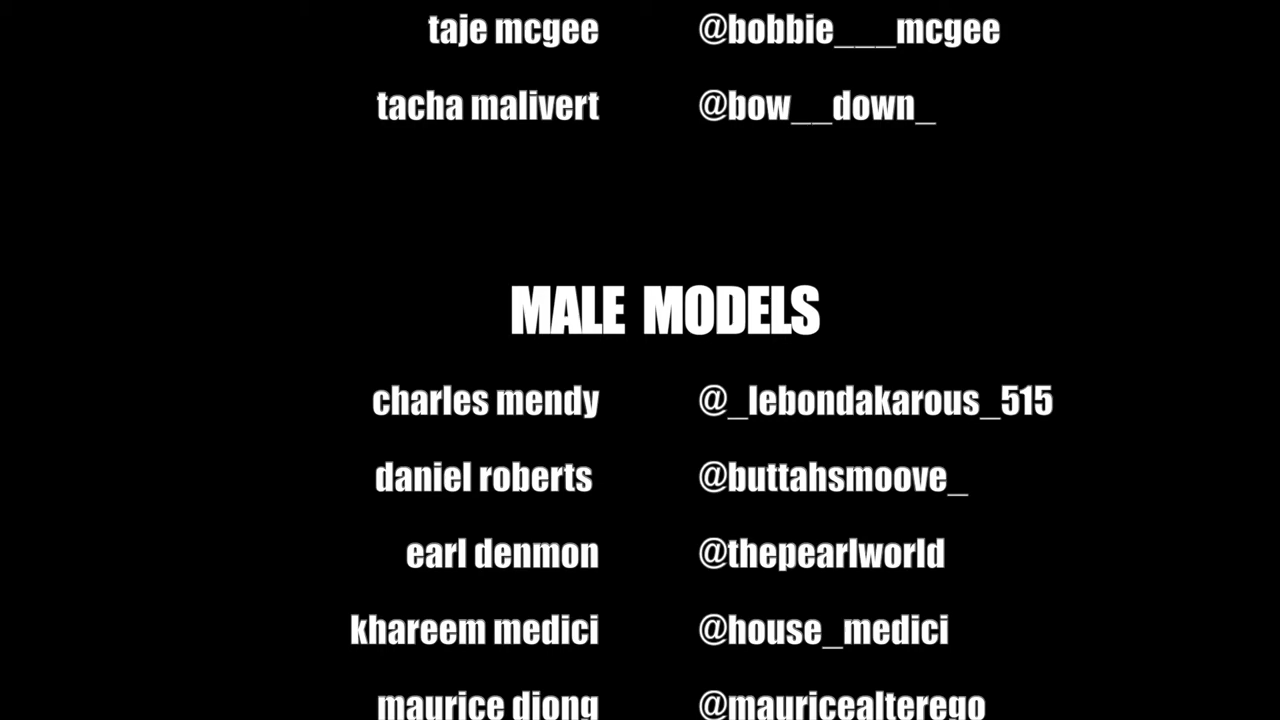 taje mcgee @bobbie___mcgee
tacha malivert @bow__down_
MALE MODELS
charles mendy @_lebondakarous_515
daniel roberts @buttahsmoove_
earl denmon @thepearlworld
khareem medici @house_medici
maurice diong @mauricealterego